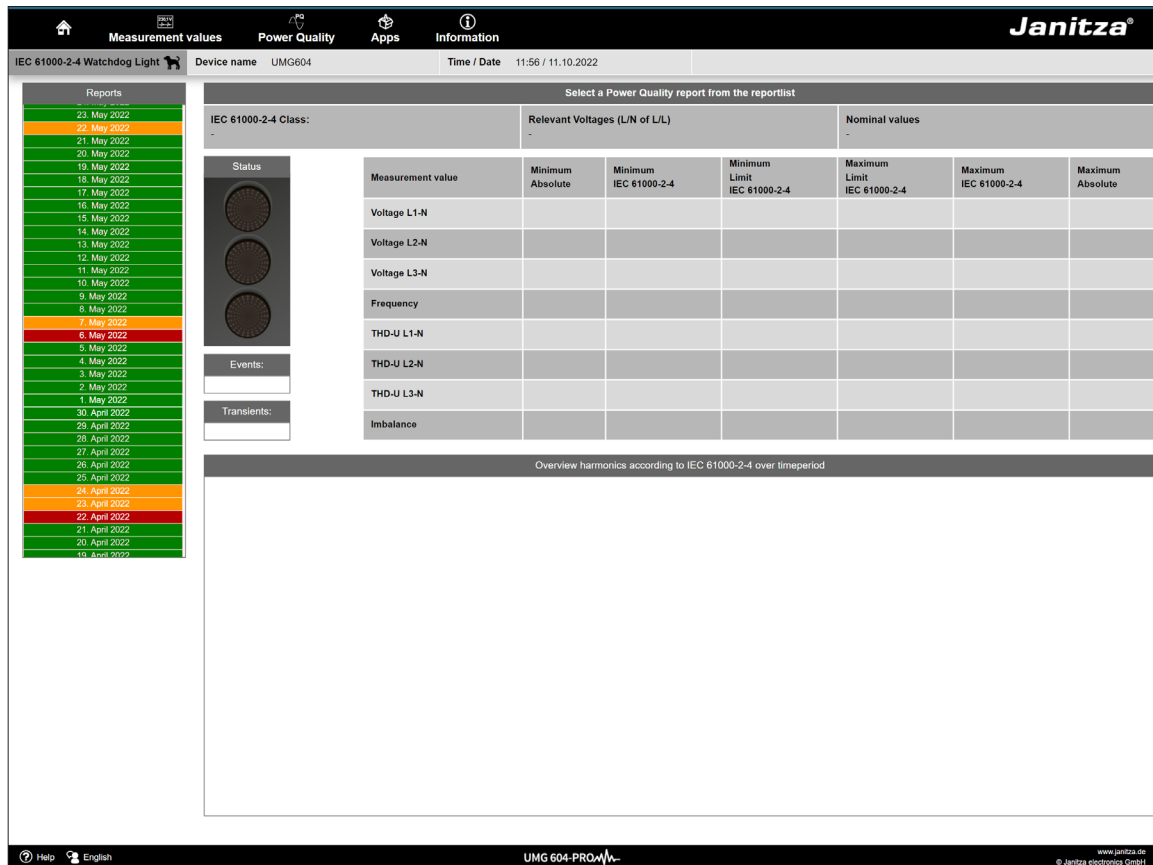 230.1V
PQ
Measurement values
Power Quality
Apps
Information
Janitza®
IEC 61000-2-4 Watchdog Light
Device name UMG604
Time / Date 11:56 / 11.10.2022
Reports
24. May 2022
23. May 2022
22. May 2022
21. May 2022
20. May 2022
19. May 2022
18. May 2022
17. May 2022
16. May 2022
15. May 2022
14. May 2022
13. May 2022
12. May 2022
11. May 2022
10. May 2022
9. May 2022
8. May 2022
7. May 2022
6. May 2022
5. May 2022
4. May 2022
3. May 2022
2. May 2022
1. May 2022
30. April 2022
29. April 2022
28. April 2022
27. April 2022
26. April 2022
25. April 2022
24. April 2022
23. April 2022
22. April 2022
21. April 2022
20. April 2022
19. April 2022
Select a Power Quality report from the reportlist
IEC 61000-2-4 Class:
-
Relevant Voltages (L/N of L/L)
-
Nominal values
-
Status
Events:
Transients:
Measurement value
Minimum
Absolute
Minimum
IEC 61000-2-4
Minimum
Limit
IEC 61000-2-4
Maximum
Limit
IEC 61000-2-4
Maximum
IEC 61000-2-4
Maximum
Absolute
Voltage L1-N
Voltage L2-N
Voltage L3-N
Frequency
THD-U L1-N
THD-U L2-N
THD-U L3-N
Imbalance
Overview harmonics according to IEC 61000-2-4 over timeperiod
Help
English
UMG 604-PRO
www.janitza.de
© Janitza electronics GmbH